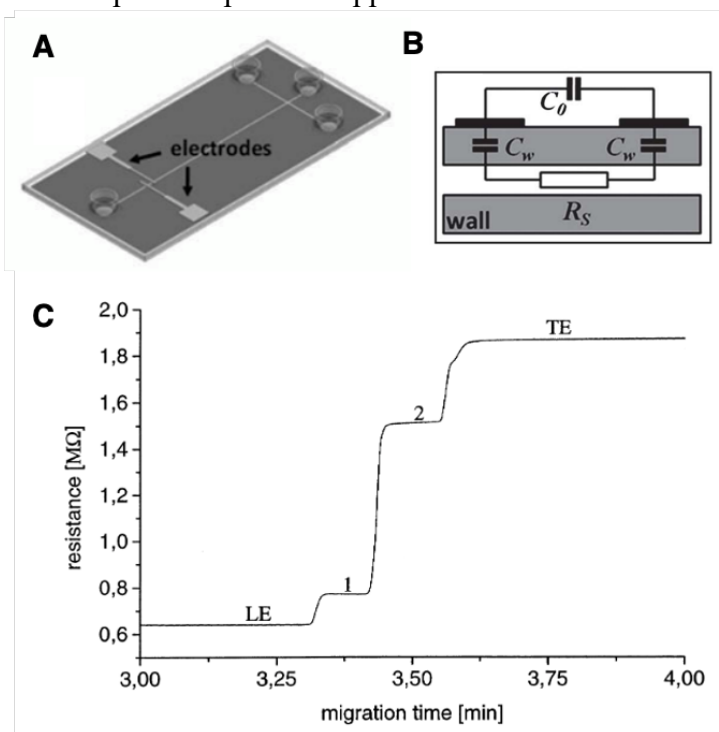 A
electrodes
B
C0
Cw
Cw
RS
wall
C
2,0
1,8
1,6
1,4
1,2
1,0
0,8
0,6
resistance [MΩ]
LE
1
2
TE
3,00 3,25 3,50 3,75 4,00
migration time [min]